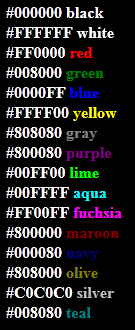 #000000 black
#FFFFFF white
#FF0000 red
#008000 green
#0000FF blue
#FFFF00 yellow
#808080 gray
#800080 purple
#00FF00 lime
#00FFFF aqua
#FF00FF fuchsia
#800000 maroon
#000080 navy
#808000 olive
#C0C0C0 silver
#008080 teal